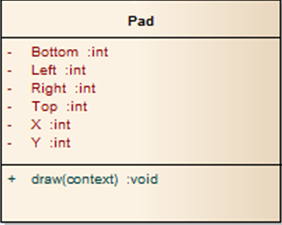 Pad
- Bottom :int
- Left :int
- Right :int
- Top :int
- X :int
- Y :int
+ draw(context) :void